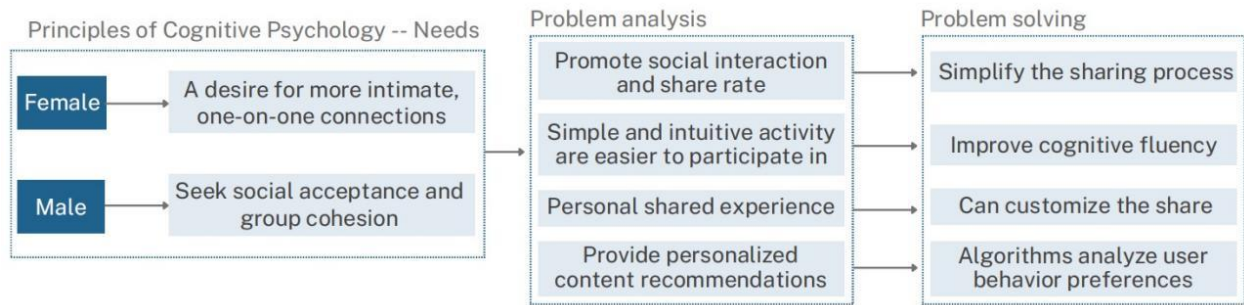 Principles of Cognitive Psychology -- Needs
Female
A desire for more intimate,
one-on-one connections
Male
Seek social acceptance and
group cohesion
Problem analysis
Promote social interaction
and share rate
Simple and intuitive activity
are easier to participate in
Personal shared experience
Provide personalized
content recommendations
Problem solving
Simplify the sharing process
Improve cognitive fluency
Can customize the share
Algorithms analyze user
behavior preferences